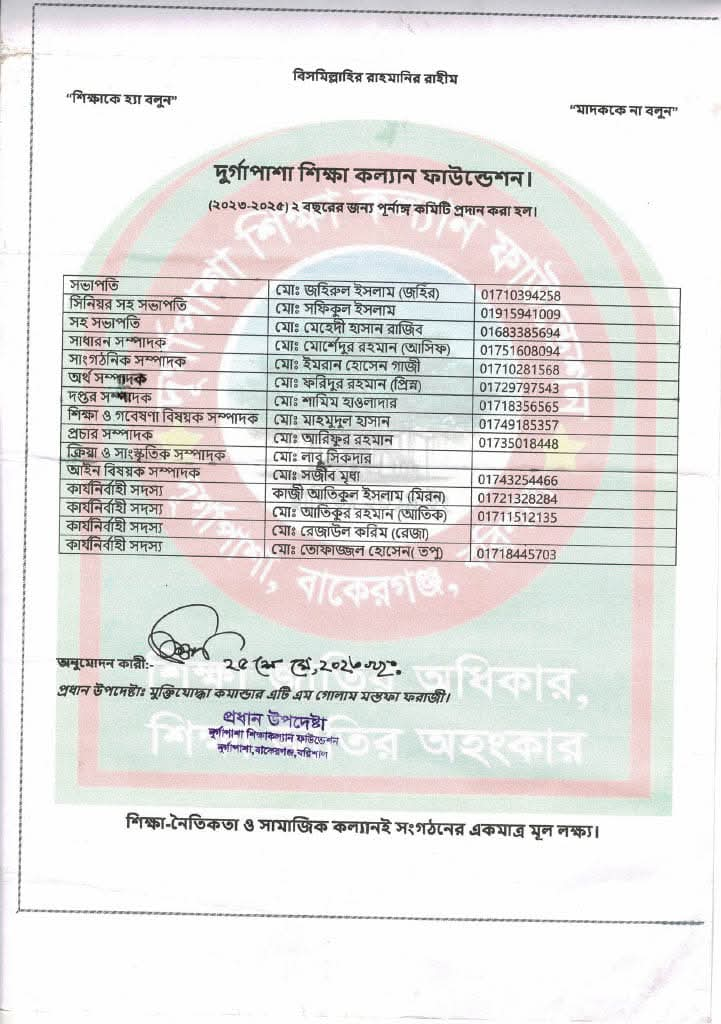 বিসমিল্লাহির রাহমানির রাহীম
“শিক্ষাকে হ্যা বলুন”
“মাদককে না বলুন”
দুর্গাপাশা শিক্ষা কল্যান ফাউন্ডেশন।
(২০২৩-২০২৫) ২ বছরের জন্য পূর্নাঙ্গ কমিটি প্রদান করা হল।
সভাপতি মোঃ জহিরুল ইসলাম (জহির) 01710394258
সিনিয়র সহ সভাপতি মোঃ সফিকুল ইসলাম 01915941009
সহ সভাপতি মোঃ মেহেদী হাসান রাজিব 01683385694
সাধারন সম্পাদক মোঃ মোর্শেদুর রহমান (আসিফ) 01751608094
সাংগঠনিক সম্পাদক মোঃ ইমরান হোসেন গাজী 01710281568
অর্থ সম্পাদক মোঃ ফরিদুর রহমান (প্রিন্স) 01729797543
দপ্তর সম্পাদক মোঃ শামিম হাওলাদার 01718356565
শিক্ষা ও গবেষণা বিষয়ক সম্পাদক মোঃ মাহমুদুল হাসান 01749185357
প্রচার সম্পাদক মোঃ আরিফুর রহমান 01735018448
ক্রিয়া ও সাংস্কৃতিক সম্পাদক মোঃ লাবু সিকদার
আইন বিষয়ক সম্পাদক মোঃ সজীব মৃধা 01743254466
কার্যনির্বাহী সদস্য কাজী আতিকুল ইসলাম (মিরন) 01721328284
কার্যনির্বাহী সদস্য মোঃ আতিকুর রহমান (আতিক) 01711512135
কার্যনির্বাহী সদস্য মোঃ রেজাউল করিম (রেজা)
কার্যনির্বাহী সদস্য মোঃ তোফাজ্জল হোসেন( তপু) 01718445703
দুর্গাপাশা, বাকেরগঞ্জ,
অনুমোদন কারী:-
শিক্ষা জাতির অধিকার,
প্রধান উপদেষ্টাঃ মুক্তিযোদ্ধা কমান্ডার এটি এম গোলাম মস্তফা ফরাজী।
প্রধান উপদেষ্টা
দুর্গাপাশা শিক্ষাকল্যান ফাউন্ডেশন
দুর্গাপাশা, বাকেরগঞ্জ, বরিশাল
অহংকার
শিক্ষা-নৈতিকতা ও সামাজিক কল্যানই সংগঠনের একমাত্র মূল লক্ষ্য।